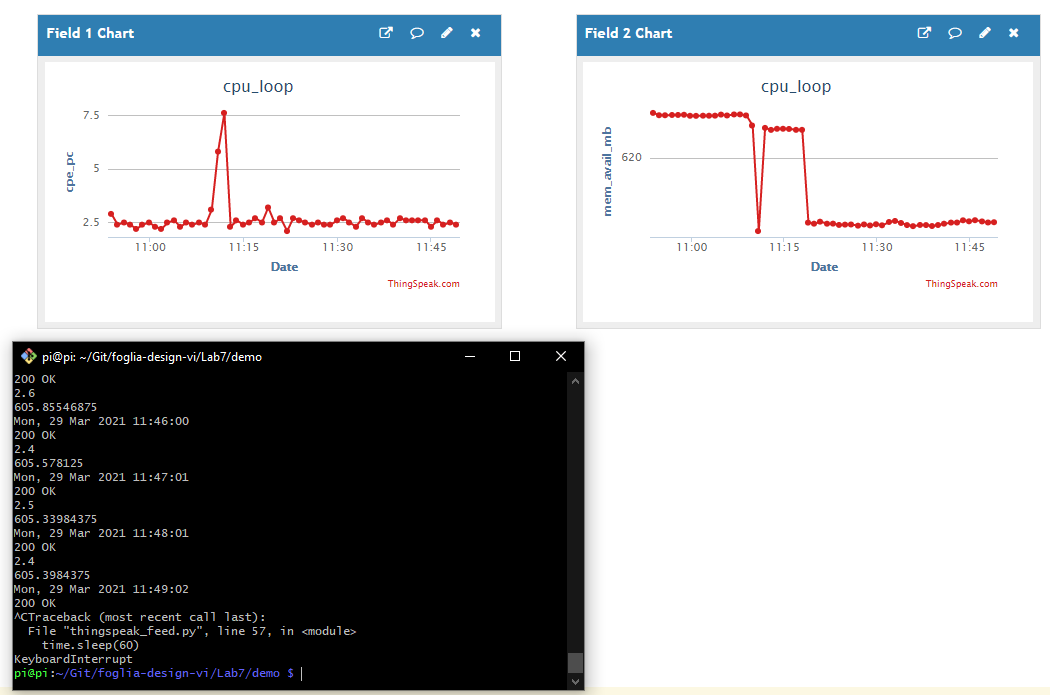 Field 1 Chart
cpu_loop
cpe_pc
7.5
5
2.5
11:00 11:15 11:30 11:45
Date
ThingSpeak.com
Field 2 Chart
cpu_loop
mem_avail_mb
620
11:00 11:15 11:30 11:45
Date
ThingSpeak.com
pi@pi: ~/Git/foglia-design-vi/Lab7/demo
200 OK
2.6
605.85546875
Mon, 29 Mar 2021 11:46:00
200 OK
2.4
605.578125
Mon, 29 Mar 2021 11:47:01
200 OK
2.5
605.33984375
Mon, 29 Mar 2021 11:48:01
200 OK
2.4
605.3984375
Mon, 29 Mar 2021 11:49:02
200 OK
^CTraceback (most recent call last):
File "thingspeak_feed.py", line 57, in <module>
time.sleep(60)
KeyboardInterrupt
pi@pi:~/Git/foglia-design-vi/Lab7/demo $